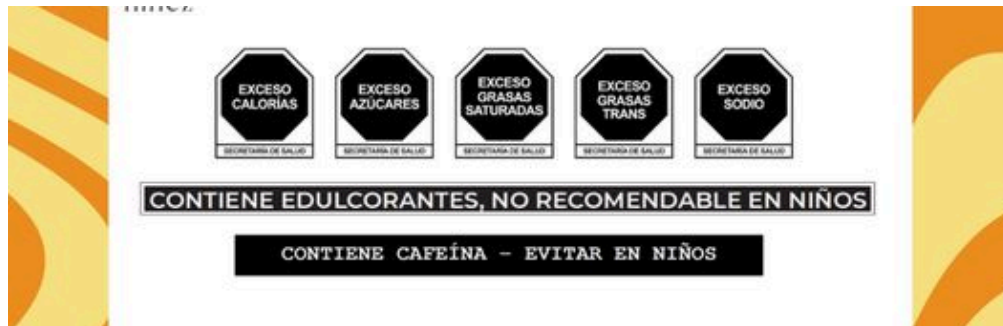 niñez
EXCESO
CALORÍAS
SECRETARÍA DE SALUD
EXCESO
AZÚCARES
SECRETARÍA DE SALUD
EXCESO
GRASAS
SATURADAS
SECRETARÍA DE SALUD
EXCESO
GRASAS
TRANS
SECRETARÍA DE SALUD
EXCESO
SODIO
SECRETARÍA DE SALUD
CONTIENE EDULCORANTES, NO RECOMENDABLE EN NIÑOS
CONTIENE CAFEÍNA – EVITAR EN NIÑOS